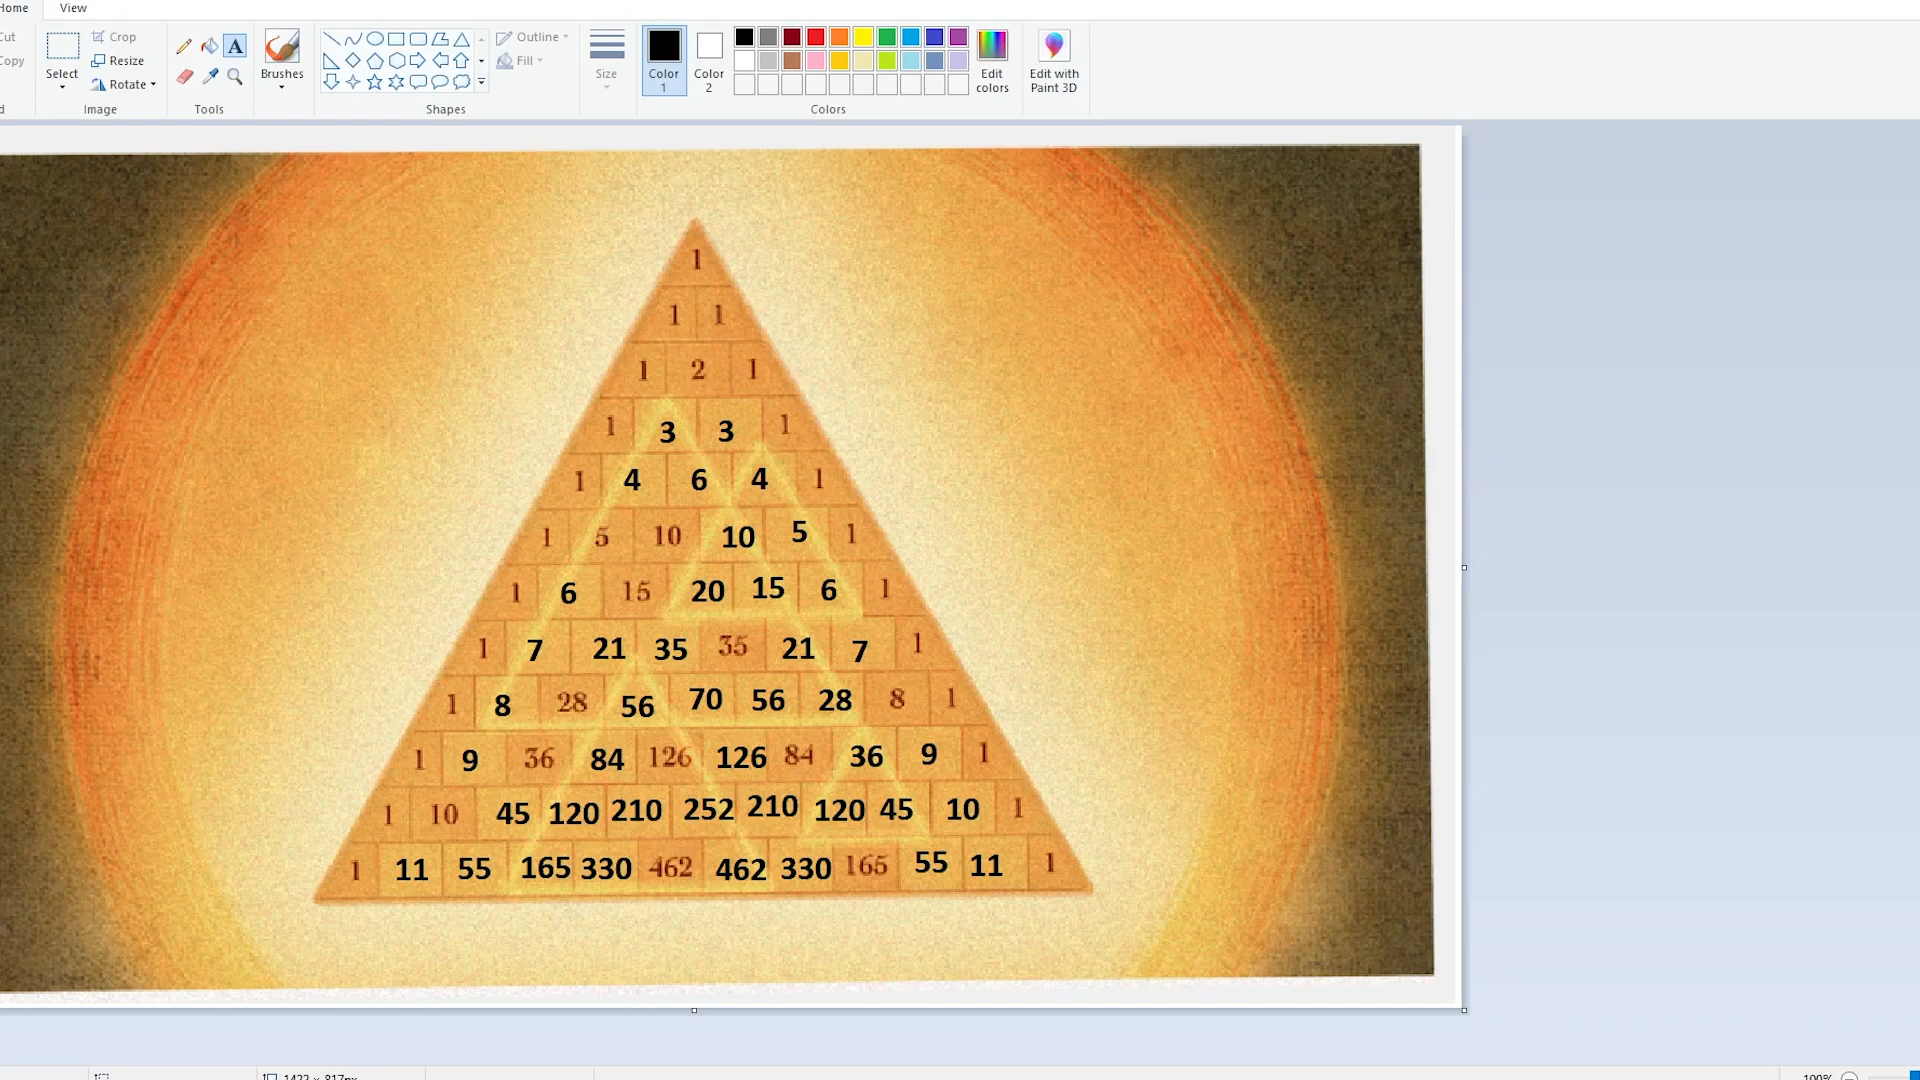 Home View
Cut
Copy
Select
Crop
Resize
Rotate
Image
Tools
Brushes
Shapes
Outline
Fill
Size
Color 1
Color 2
Colors
Edit colors
Edit with Paint 3D
1
1 1
1 2 1
1 3 3 1
1 4 6 4 1
1 5 10 10 5 1
1 6 15 20 15 6 1
1 7 21 35 35 21 7 1
1 8 28 56 70 56 28 8 1
1 9 36 84 126 126 84 36 9 1
1 10 45 120 210 252 210 120 45 10 1
1 11 55 165 330 462 462 330 165 55 11 1
1422 × 817px
100%